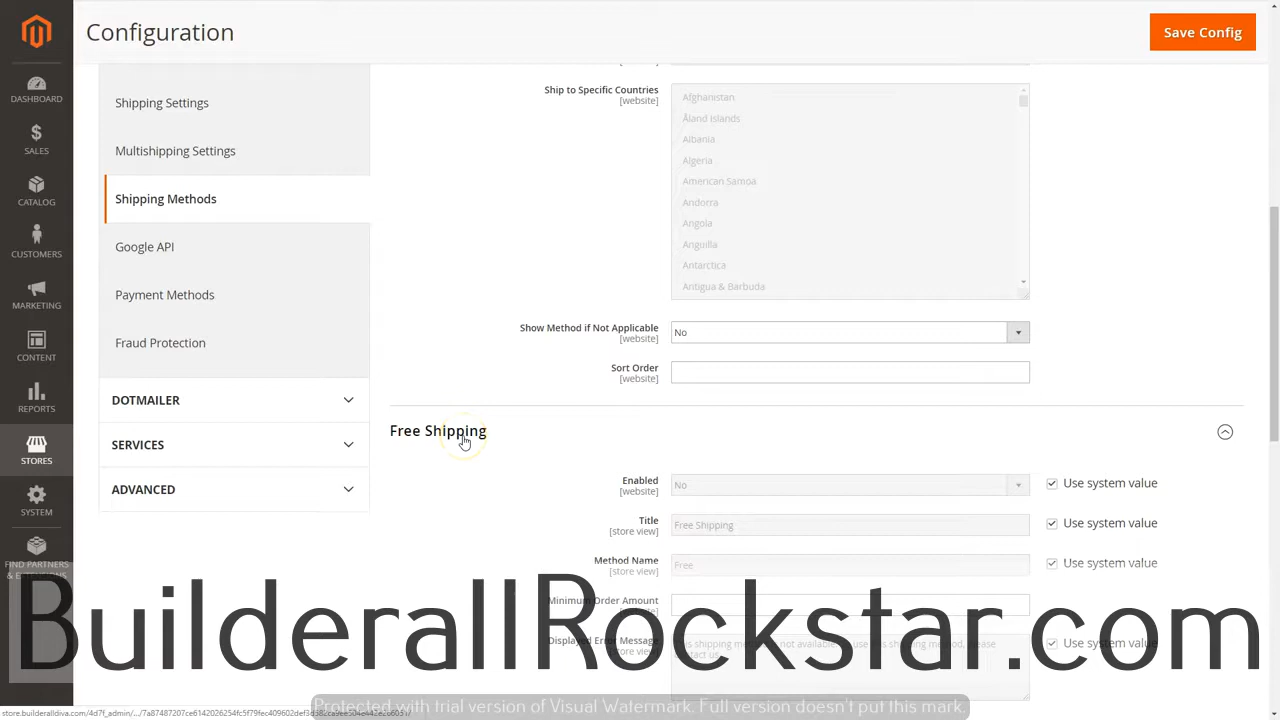 Configuration
Save Config
DASHBOARD
SALES
CATALOG
CUSTOMERS
MARKETING
CONTENT
REPORTS
STORES
SYSTEM
FIND PARTNERS
& EXTENSIONS
Shipping Settings
Multishipping Settings
Shipping Methods
Google API
Payment Methods
Fraud Protection
DOTMAILER
SERVICES
ADVANCED
Ship to Specific Countries
[website]
Afghanistan
Åland Islands
Albania
Algeria
American Samoa
Andorra
Angola
Anguilla
Antarctica
Antigua & Barbuda
Show Method if Not Applicable
[website]
No
Sort Order
[website]
Free Shipping
Enabled
[website]
No
Use system value
Title
[store view]
Free Shipping
Use system value
Method Name
[store view]
Free
Use system value
Minimum Order Amount
Displayed Error Message
[store view]
Use system value
BuilderallRockstar.com
Protected with trial version of Visual Watermark. Full version doesn't put this mark.